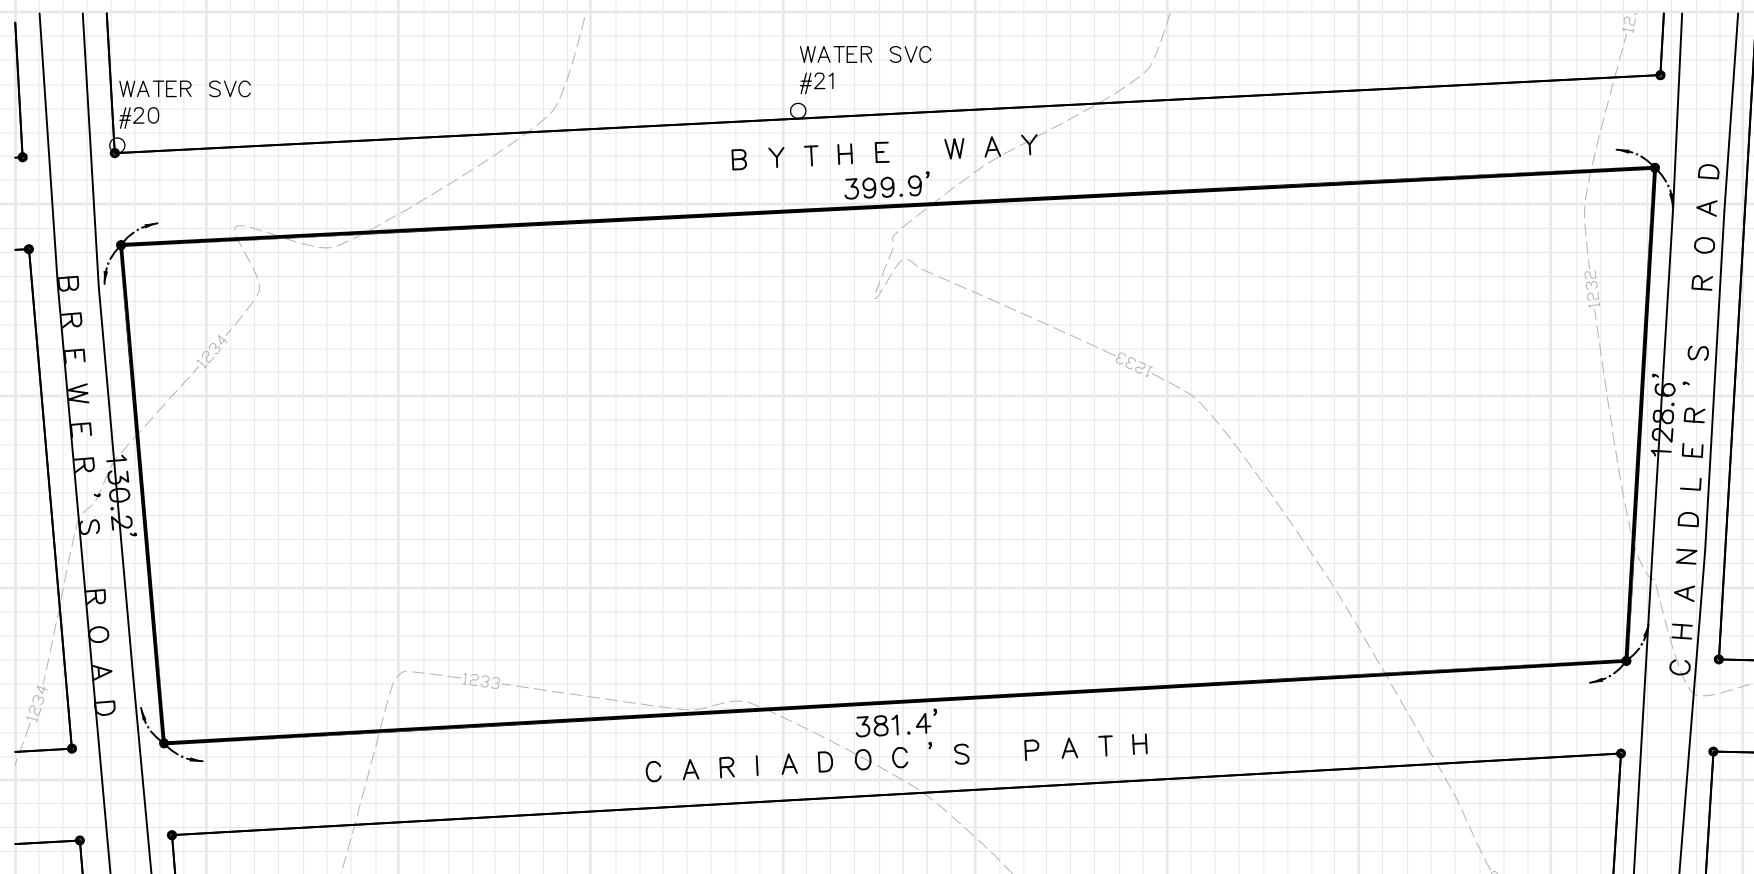 12
WATER SVC
#21
WATER SVC
#20
BYTHE WAY
399.9'
CHANDLER'S ROAD
BREWER'S ROAD
1232
1234
1233
128.6'
130.2'
1233
1234
381.4'
CARIADOC'S PATH